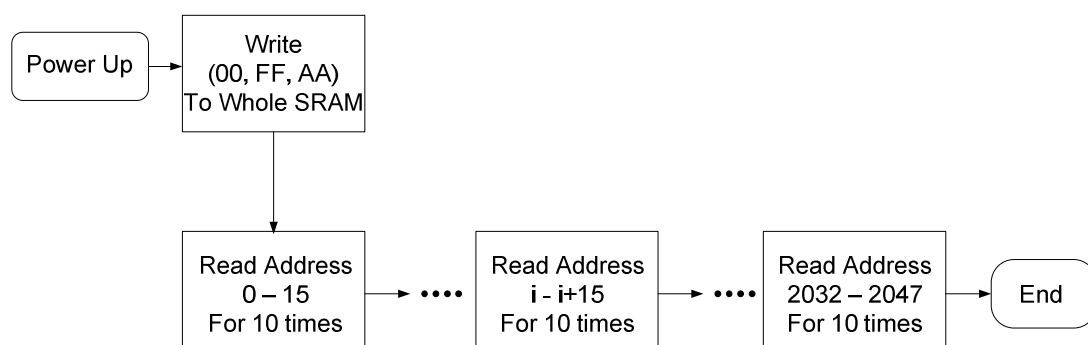 Power Up
Write
(00, FF, AA)
To Whole SRAM
Read Address
0 – 15
For 10 times
....
Read Address
i - i+15
For 10 times
....
Read Address
2032 – 2047
For 10 times
End